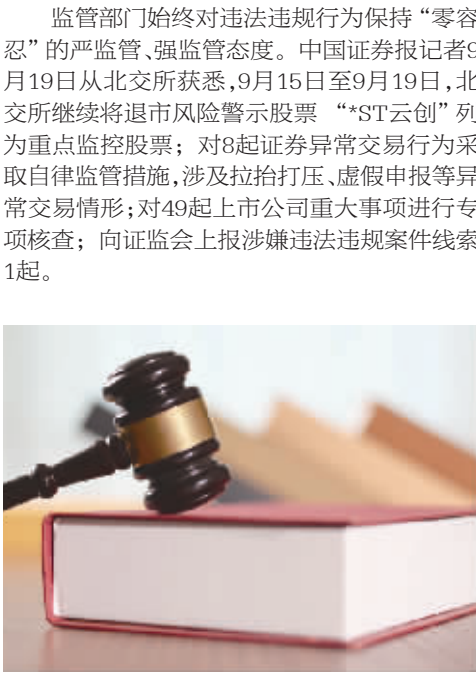 监管部门始终对违法违规行为保持“零容
忍”的严监管、强监管态度。中国证券报记者9
月19日从北交所获悉,9月15日至9月19日,北
交所继续将退市风险警示股票 “*ST云创”列
为重点监控股票；对8起证券异常交易行为采
取自律监管措施,涉及拉抬打压、虚假申报等异
常交易情形;对49起上市公司重大事项进行专
项核查；向证监会上报涉嫌违法违规案件线索
1起。